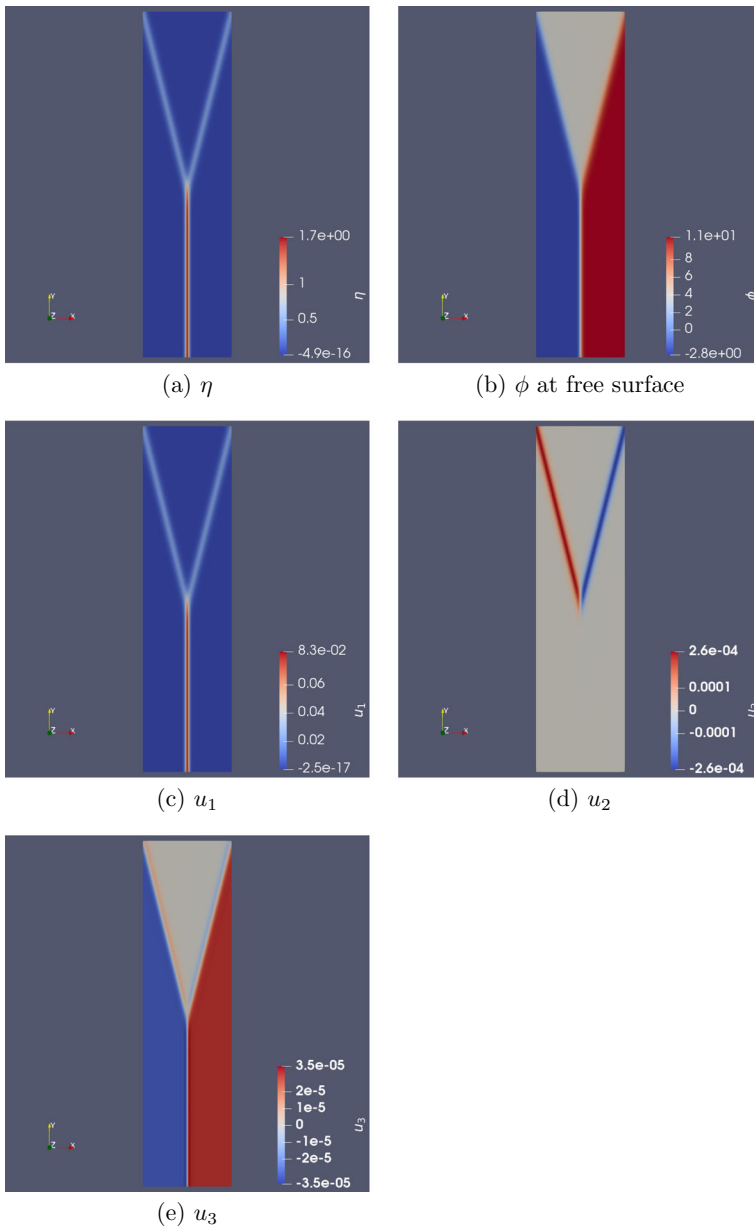 1.7e+00
1
0.5
-4.9e-16
η
Y
Z
X
(a) η
1.1e+01
8
6
4
2
0
-2.8e+00
ϕ
Y
Z
X
(b) ϕ at free surface
8.3e-02
0.06
0.04
0.02
-2.5e-17
u₁
Y
Z
X
(c) u₁
2.6e-04
0.0001
0
-0.0001
-2.6e-04
Y
Z
X
(d) u₂
3.5e-05
2e-5
1e-5
0
-1e-5
-2e-5
-3.5e-05
u₃
Y
Z
X
(e) u₃